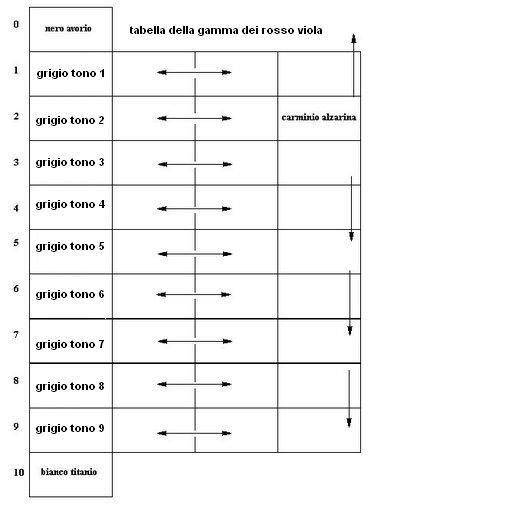 0 nero avorio tabella della gamma dei rosso viola
1 grigio tono 1
2 grigio tono 2 carminio alzarina
3 grigio tono 3
4 grigio tono 4
5 grigio tono 5
6 grigio tono 6
7 grigio tono 7
8 grigio tono 8
9 grigio tono 9
10 bianco titanio